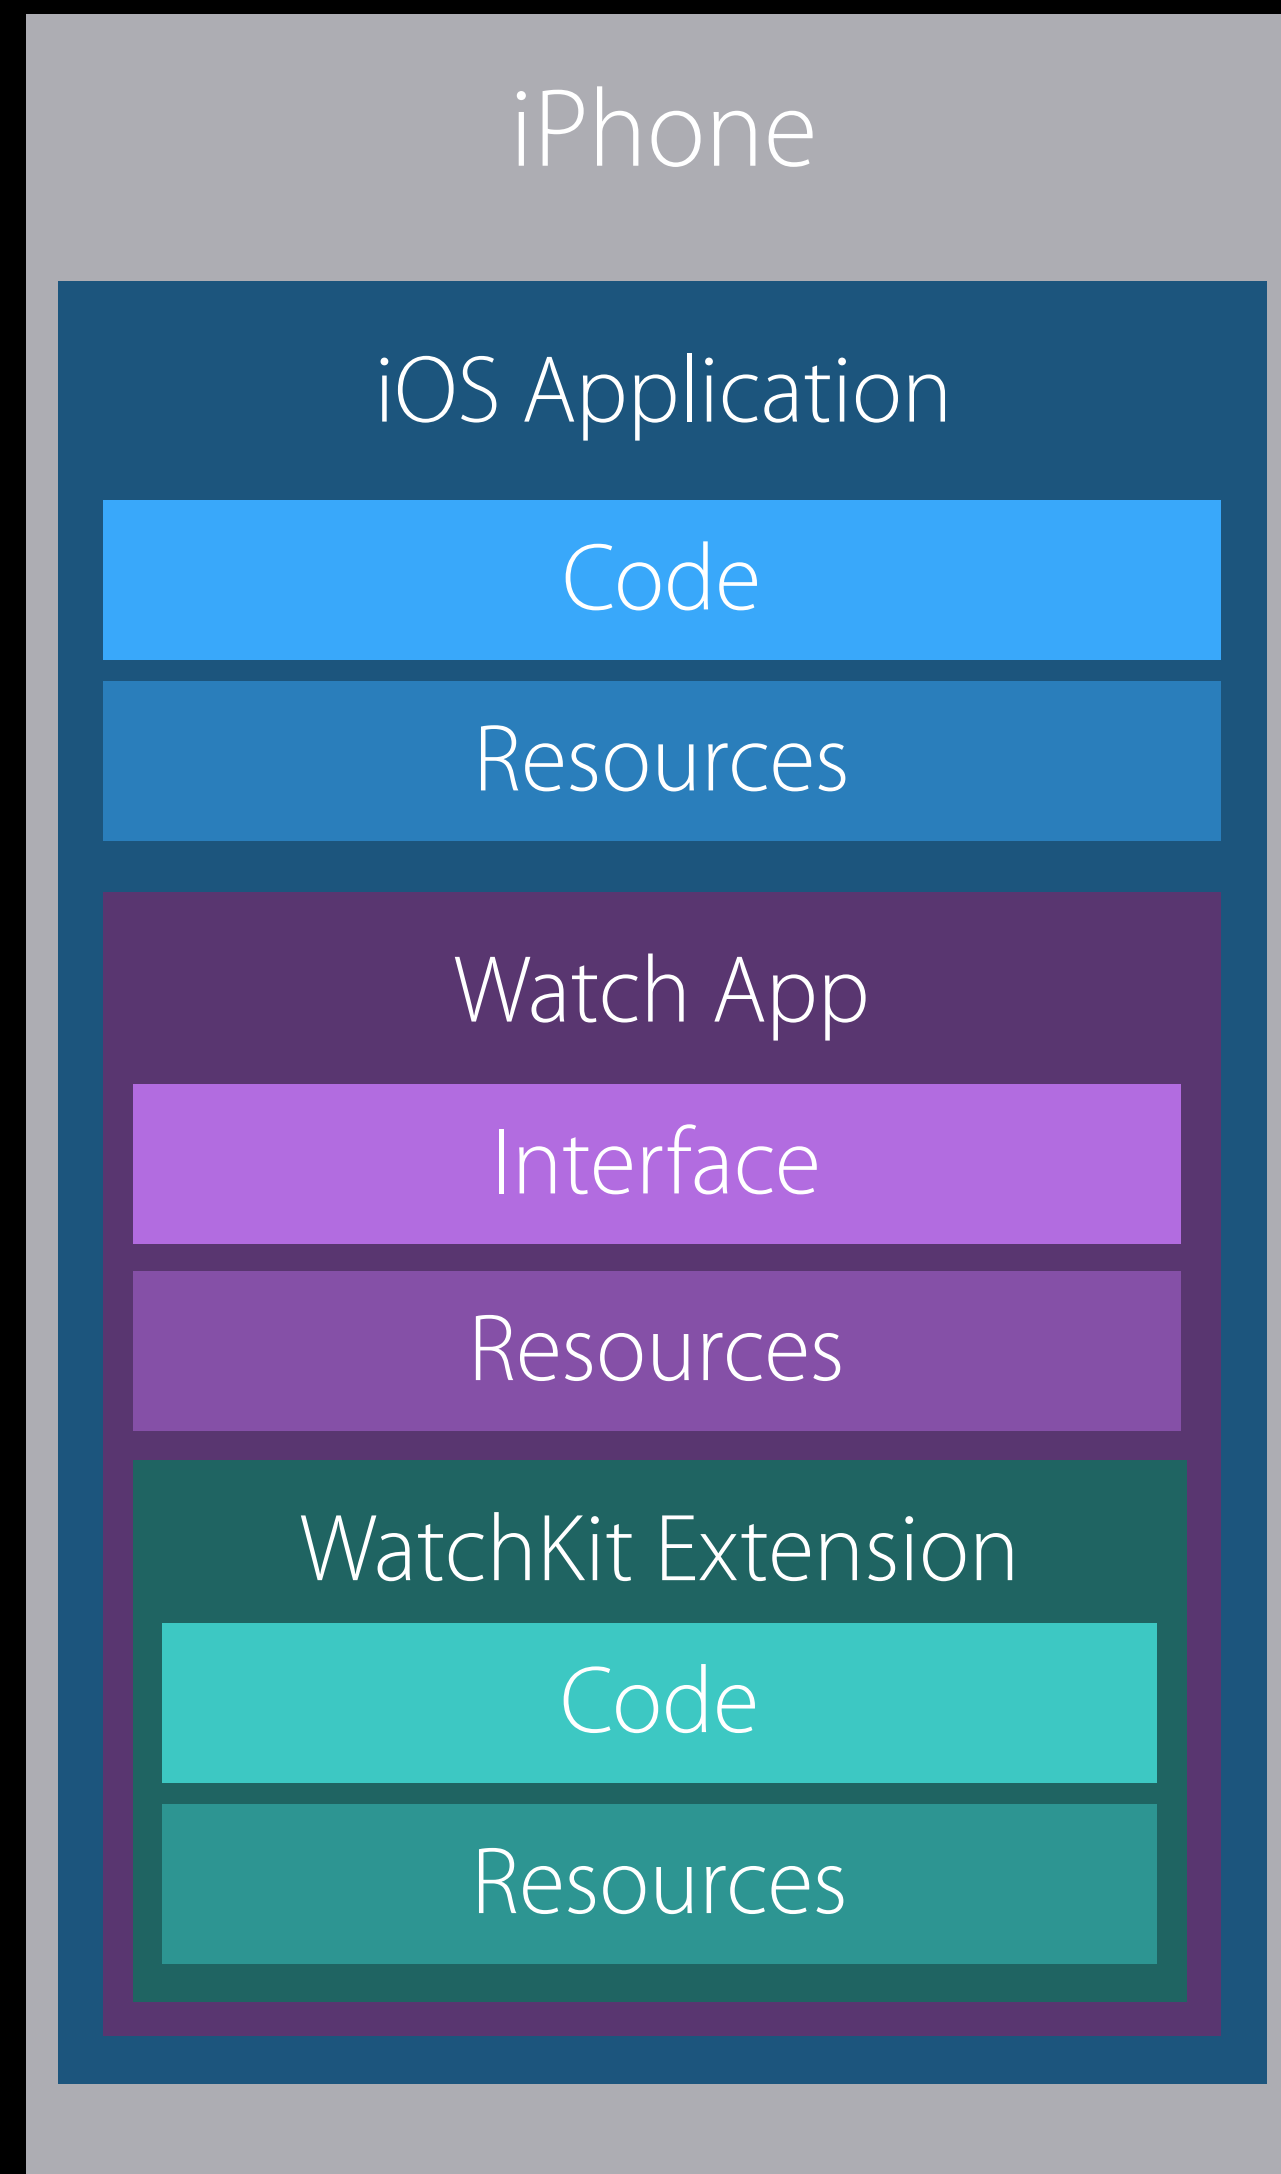 iPhone
iOS Application
Code
Resources
Watch App
Interface
Resources
WatchKit Extension
Code
Resources